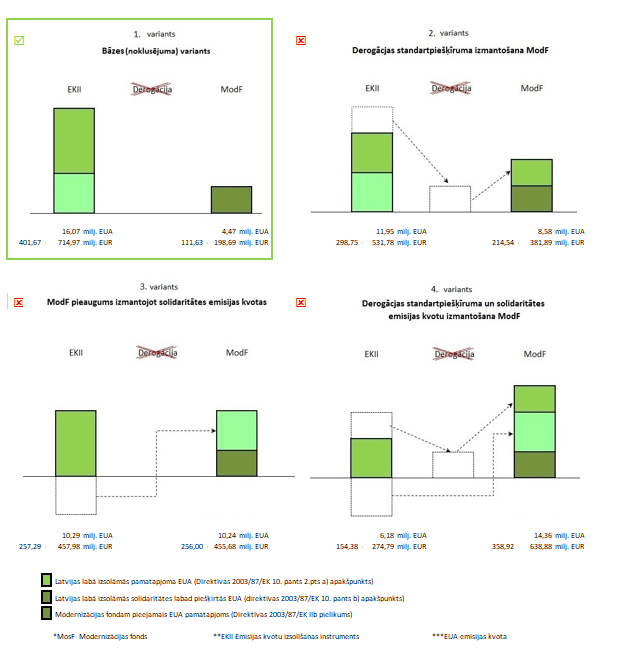 1. variants
Bāzes (noklusējuma) variants
EKII Derogācija ModF
16,07 milj. EUA 4,47 milj. EUA
401,67 - 714,97 milj. EUR 111,63 - 198,69 milj. EUR
2. variants
Derogācijas standartpiešķīruma izmantošana ModF
EKII Derogācija ModF
11,95 milj. EUA 8,58 milj. EUA
298,75 - 531,78 milj. EUR 214,54 - 381,89 milj. EUR
3. variants
ModF pieaugums izmantojot solidaritātes emisijas kvotas
EKII Derogācija ModF
10,29 milj. EUA 10,24 milj. EUA
257,29 - 457,98 milj. EUR 256,00 - 455,68 milj. EUR
4. variants
Derogācijas standartpiešķīruma un solidaritātes
emisijas kvotu izmantošana ModF
EKII Derogācija ModF
6,18 milj. EUA 14,36 milj. EUA
154,38 - 274,79 milj. EUR 358,92 - 638,88 milj. EUR
Latvijas labā izsolāmās pamatapjoma EUA (Direktīvas 2003/87/EK 10. pants 2.pts a) apakšpunkts)
Latvijas labā izsolāmās solidaritātes labad piešķirtās EUA (direktīvas 2003/87/EK 10. pants b) apakšpunkts)
Modernizācijas fondam pieejamais EUA pamatapjoms (Direktīvas 2003/87/EK IIb pielikums)
*MosF - Modernizācijas fonds **EKII-Emisijas kvotu izsolīšanas instruments ***EUA-emisijas kvota